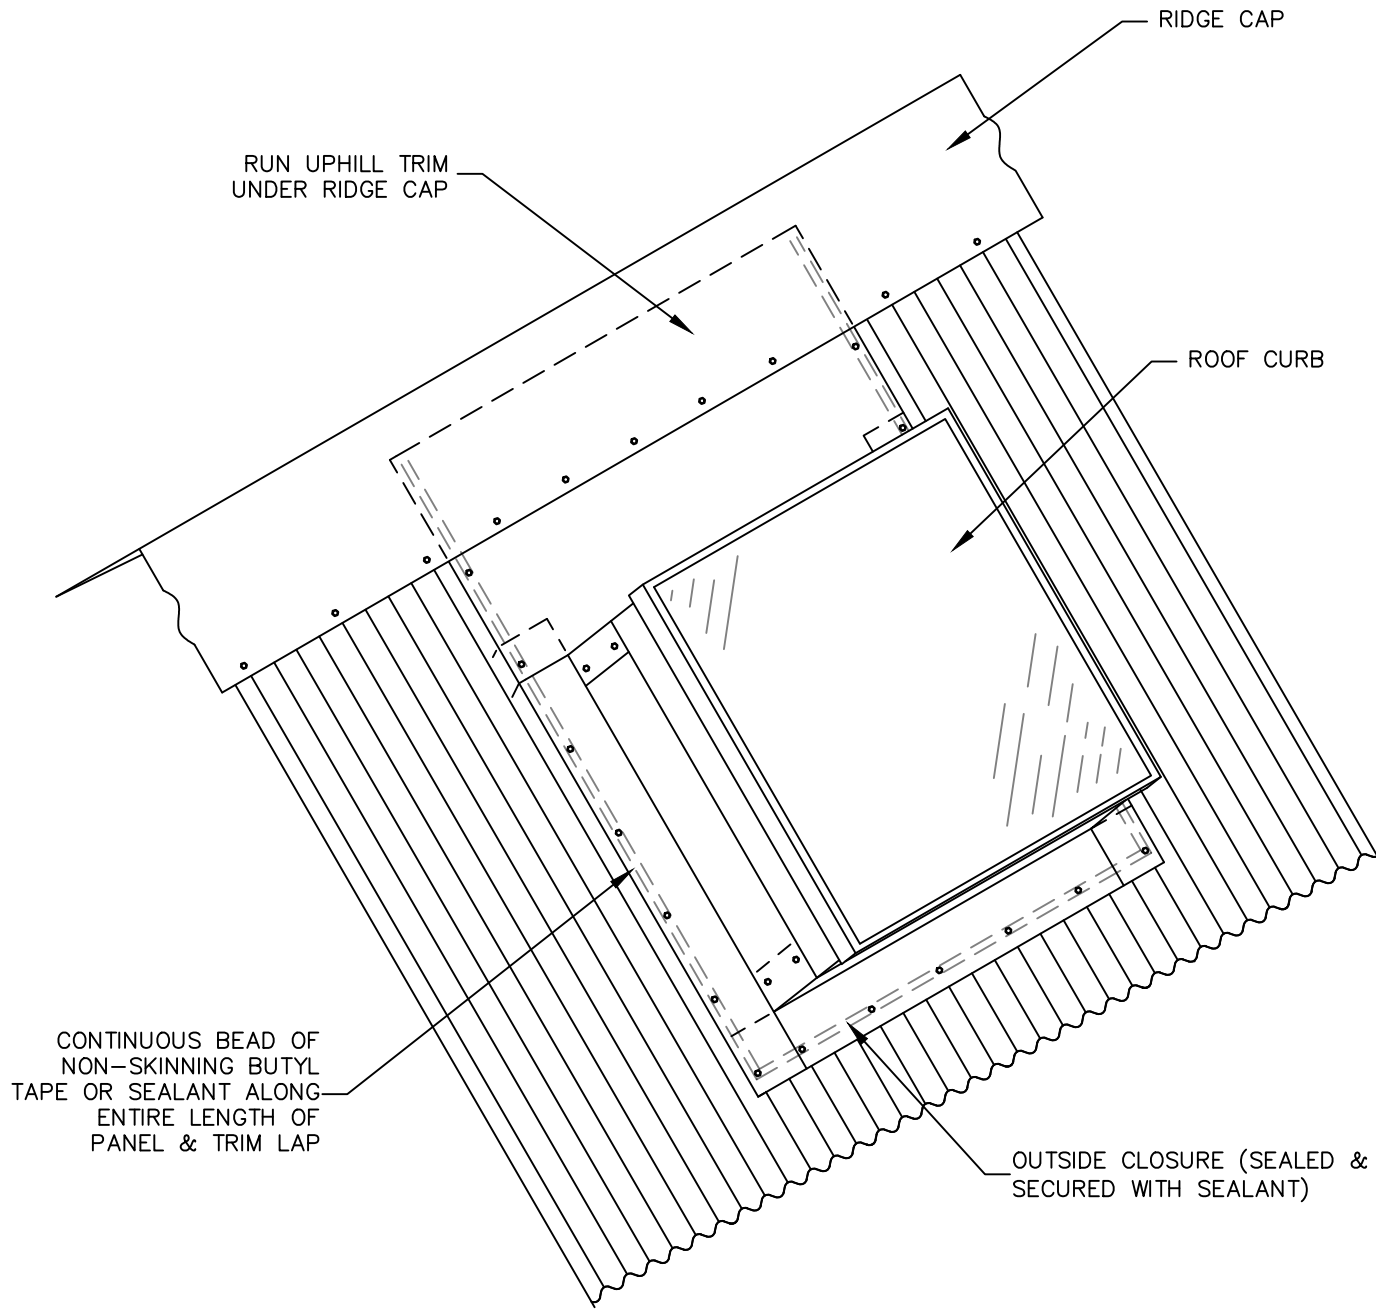 RIDGE CAP
RUN UPHILL TRIM
UNDER RIDGE CAP
ROOF CURB
CONTINUOUS BEAD OF
NON-SKINNING BUTYL
TAPE OR SEALANT ALONG
ENTIRE LENGTH OF
PANEL & TRIM LAP
OUTSIDE CLOSURE (SEALED &
SECURED WITH SEALANT)